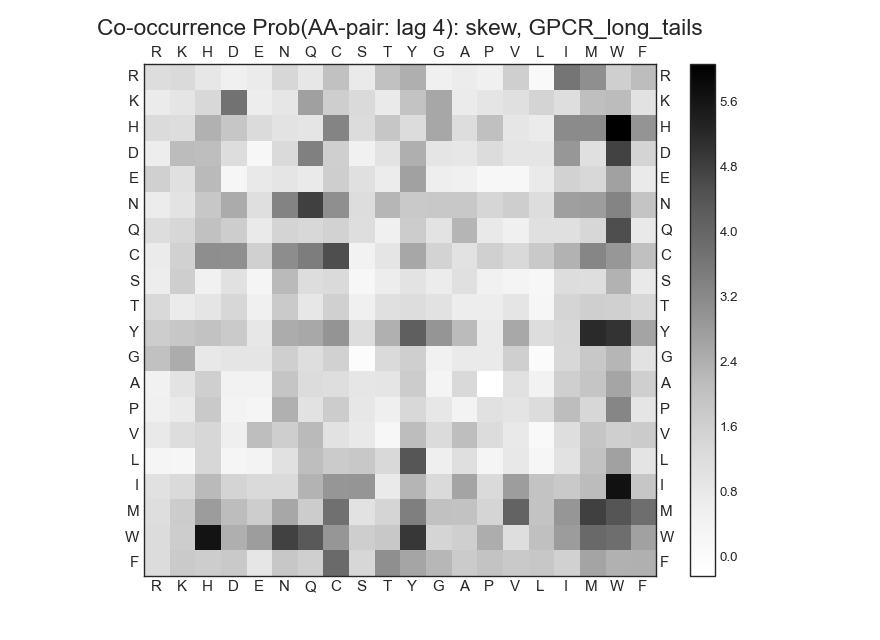 Co-occurrence Prob(AA-pair: lag 4): skew, GPCR_long_tails
R K H D E N Q C S T Y G A P V L I M W F
R R
K K
5.6
H H
D D
4.8
E E
N N
4.0
Q Q
C C
3.2
S S
T T
Y Y
2.4
G G
A A
P P
1.6
V V
L L
0.8
I I
M M
W W
0.0
F F
R K H D E N Q C S T Y G A P V L I M W F